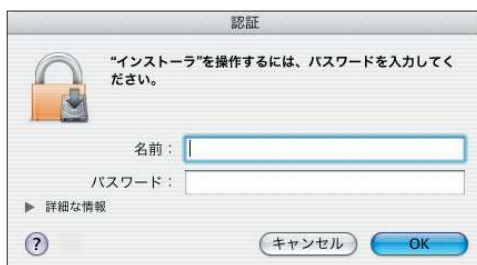 認証
“インストーラ”を操作するには、パスワードを入力してく
ださい。
名前：
パスワード：
▶ 詳細な情報
?
キャンセル
OK